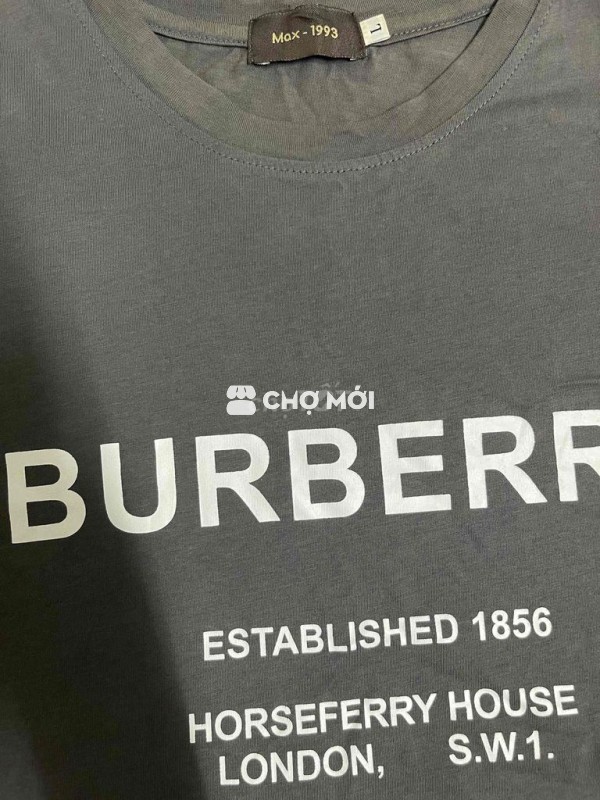 Max - 1993
L
CHỢ MỚI
BURBERR
ESTABLISHED 1856
HORSEFERRY HOUSE
LONDON, S.W.1.